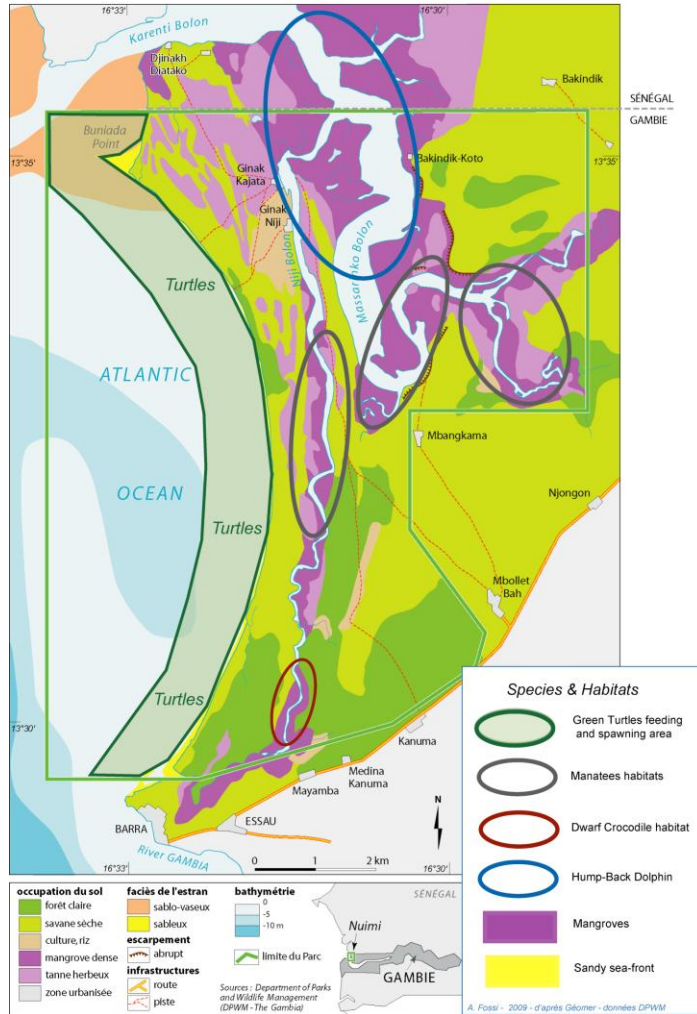 16°33
16°30
Karenti Bolon
Djinakh
Diatako
Bakindik
SÉNÉGAL
GAMBIE
Buniada
Point
13°35'
13°35'
Bakindik-Koto
Ginak
Kajata
Ginak
Niji
Niji Bolon
Massarinko Bolon
Turtles
ATLANTIC
OCEAN
Mbangkama
Njongon
Turtles
Mbollet
Bah
Turtles
13°30
Kanuma
Medina
Kanuma
Mayamba
ESSAU
BARRA
N
River GAMBIA
16°33'
0 1 2 km
16°30'
Species & Habitats
Green Turtles feeding
and spawning area
Manatees habitats
Dwarf Crocodile habitat
Hump-Back Dolphin
Mangroves
Sandy sea-front
A. Fossi - 2009 - d'après Géomer - données DPWM
occupation du sol
forêt claire
savane sèche
culture, riz
mangrove dense
tanne herbeux
zone urbanisée
faciès de l'estran
sablo-vaseux
sableux
escarpement
abrupt
infrastructures
route
piste
bathymétrie
0
-5
-10 m
limite du Parc
Sources : Department of Parks
and Wildlife Management
(DPWM - The Gambia)
SÉNÉGAL
Nuimi
GAMBIE